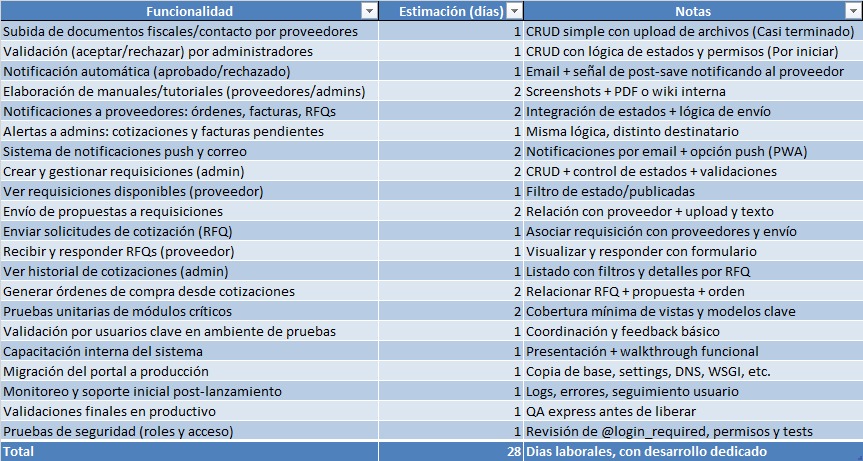 Funcionalidad Estimación (días) Notas
Subida de documentos fiscales/contacto por proveedores 1 CRUD simple con upload de archivos (Casi terminado)
Validación (aceptar/rechazar) por administradores 1 CRUD con lógica de estados y permisos (Por iniciar)
Notificación automática (aprobado/rechazado) 1 Email + señal de post-save notificando al proveedor
Elaboración de manuales/tutoriales (proveedores/admins) 2 Screenshots + PDF o wiki interna
Notificaciones a proveedores: órdenes, facturas, RFQs 2 Integración de estados + lógica de envío
Alertas a admins: cotizaciones y facturas pendientes 1 Misma lógica, distinto destinatario
Sistema de notificaciones push y correo 2 Notificaciones por email + opción push (PWA)
Crear y gestionar requisiciones (admin) 2 CRUD + control de estados + validaciones
Ver requisiciones disponibles (proveedor) 1 Filtro de estado/publicadas
Envío de propuestas a requisiciones 2 Relación con proveedor + upload y texto
Enviar solicitudes de cotización (RFQ) 1 Asociar requisición con proveedores y envío
Recibir y responder RFQs (proveedor) 1 Visualizar y responder con formulario
Ver historial de cotizaciones (admin) 1 Listado con filtros y detalles por RFQ
Generar órdenes de compra desde cotizaciones 2 Relacionar RFQ + propuesta + orden
Pruebas unitarias de módulos críticos 2 Cobertura mínima de vistas y modelos clave
Validación por usuarios clave en ambiente de pruebas 1 Coordinación y feedback básico
Capacitación interna del sistema 1 Presentación + walkthrough funcional
Migración del portal a producción 1 Copia de base, settings, DNS, WSGI, etc.
Monitoreo y soporte inicial post-lanzamiento 1 Logs, errores, seguimiento usuario
Validaciones finales en productivo 1 QA express antes de liberar
Pruebas de seguridad (roles y acceso) 1 Revisión de @login_required, permisos y tests
Total 28 Dias laborales, con desarrollo dedicado